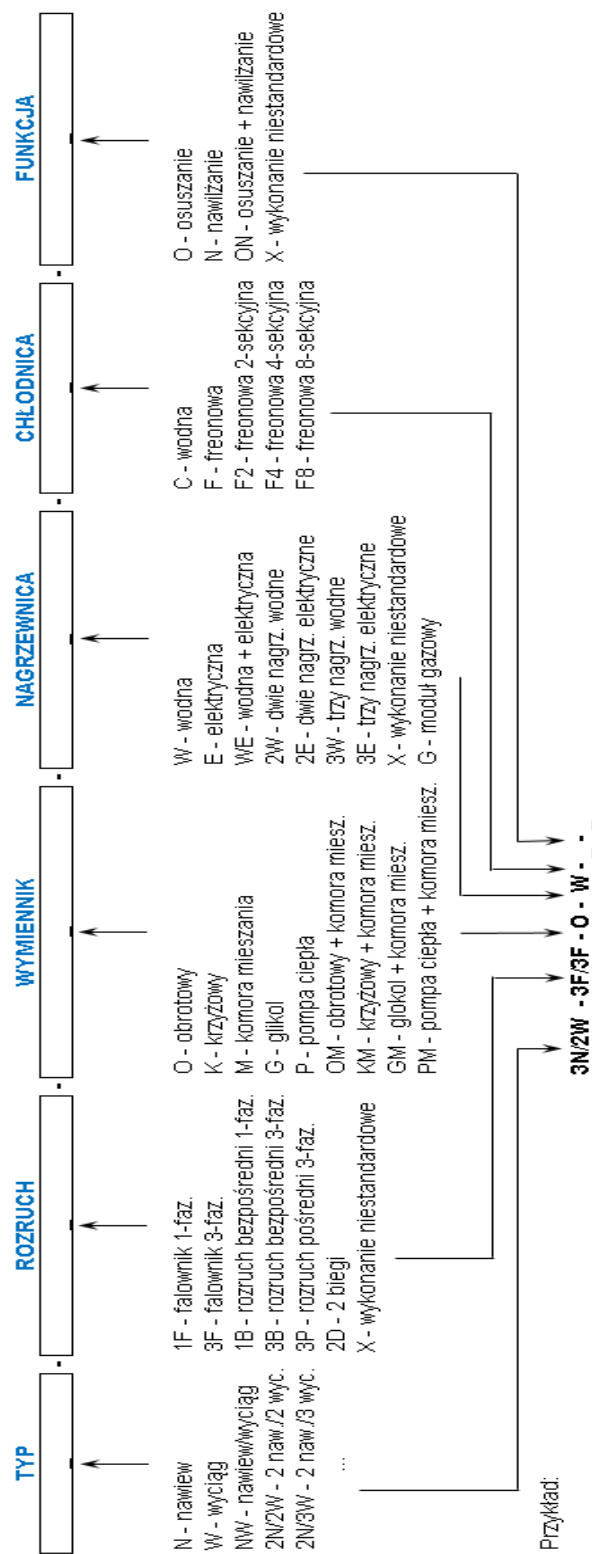 TYP - ROZRUCH - WYMIENNIK - NAGRZEWNICA - CHŁODNICA - FUNKCJA
N - nawiew
W - wyciąg
NW - nawiew/wyciąg
2N/2W - 2 naw./2 wyc.
2N/3W - 2 naw./3 wyc.
...
1F - falownik 1-faz.
3F - falownik 3-faz.
1B - rozruch bezpośredni 1-faz.
3B - rozruch bezpośredni 3-faz.
3P - rozruch pośredni 3-faz.
2D - 2 biegi
X - wykonanie niestandardowe
O - obrotowy
K - krzyżowy
M - komora mieszania
G - glikol
P - pompa ciepła
OM - obrotowy + komora miesz.
KM - krzyżowy + komora miesz.
GM - glokol + komora miesz.
PM - pompa ciepła + komora miesz.
W - wodna
E - elektryczna
WE - wodna + elektryczna
2W - dwie nagrz. wodne
2E - dwie nagrz. elektryczne
3W - trzy nagrz. wodne
3E - trzy nagrz. elektryczne
X - wykonanie niestandardowe
G - moduł gazowy
C - wodna
F - freonowa
F2 - freonowa 2-sekcyjna
F4 - freonowa 4-sekcyjna
F8 - freonowa 8-sekcyjna
O - osuszanie
N - nawilżanie
ON - osuszanie + nawilżanie
X - wykonanie niestandardowe
Przykład:
3N/2W - 3F/3F - O - W - -